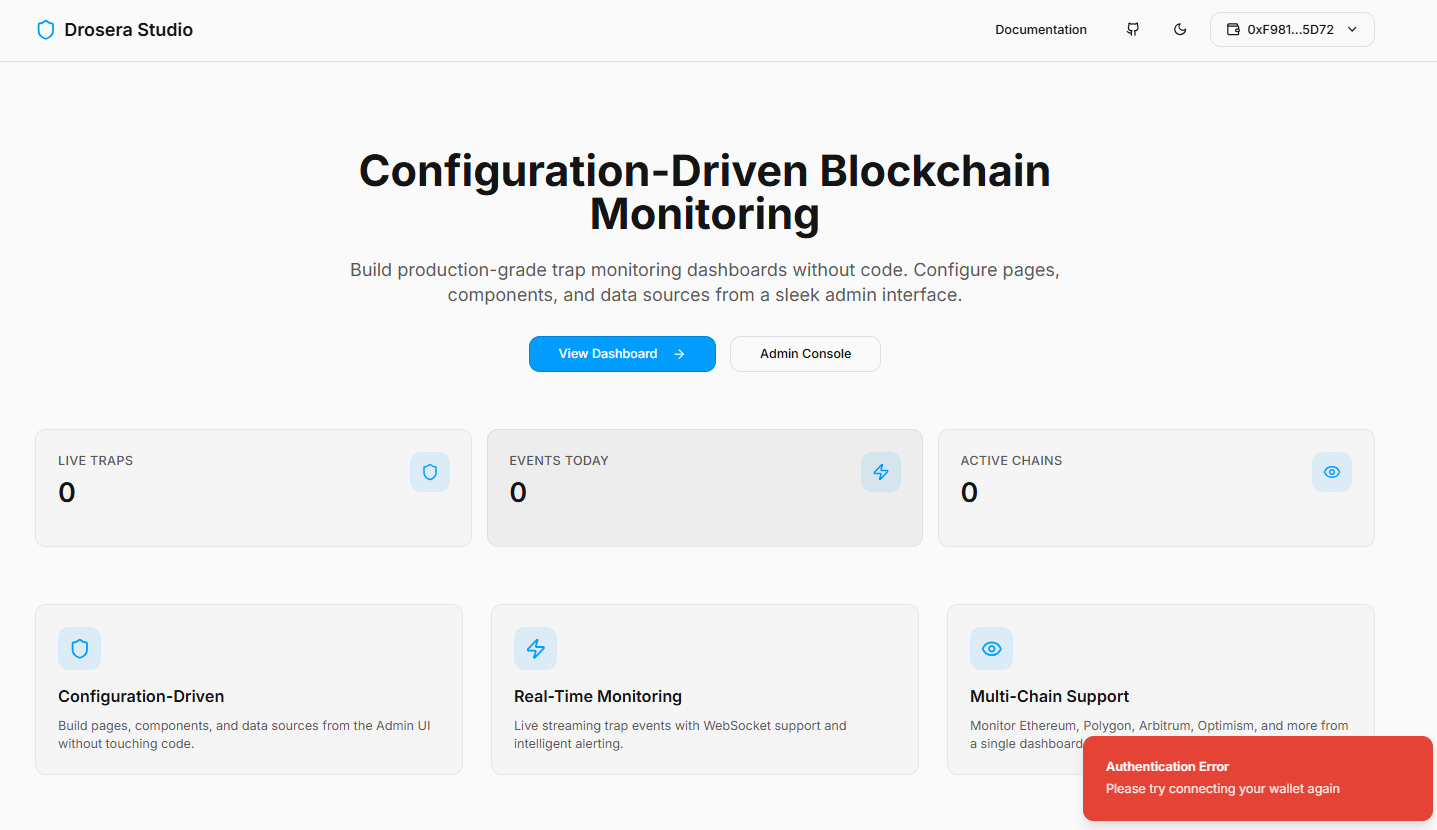 Drosera Studio
Documentation
0xF981...5D72
Configuration-Driven Blockchain
Monitoring
Build production-grade trap monitoring dashboards without code. Configure pages,
components, and data sources from a sleek admin interface.
View Dashboard
Admin Console
LIVE TRAPS
0
EVENTS TODAY
0
ACTIVE CHAINS
0
Configuration-Driven
Build pages, components, and data sources from the Admin UI
without touching code.
Real-Time Monitoring
Live streaming trap events with WebSocket support and
intelligent alerting.
Multi-Chain Support
Monitor Ethereum, Polygon, Arbitrum, Optimism, and more from
a single dashboard
Authentication Error
Please try connecting your wallet again